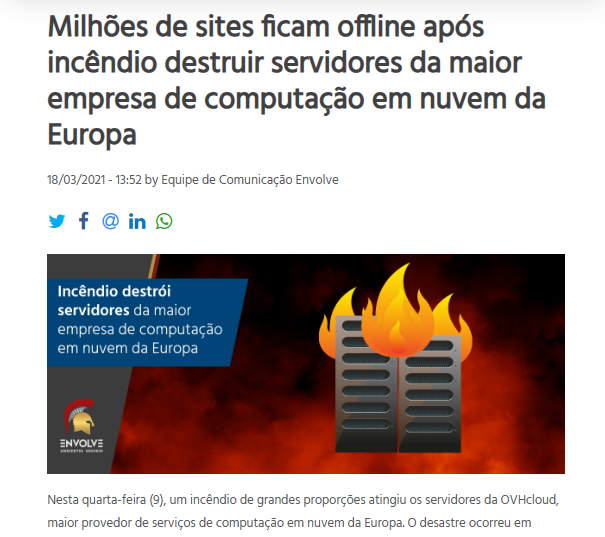 Milhões de sites ficam offline após
incêndio destruir servidores da maior
empresa de computação em nuvem da
Europa
18/03/2021 - 13:52 by Equipe de Comunicação Envolve
Incêndio destrói
servidores da maior
empresa de computação
em nuvem da Europa
ENVOLVE
AMBIENTES SEGUROS
Nesta quarta-feira (9), um incêndio de grandes proporções atingiu os servidores da OVHcloud,
maior provedor de serviços de computação em nuvem da Europa. O desastre ocorreu em